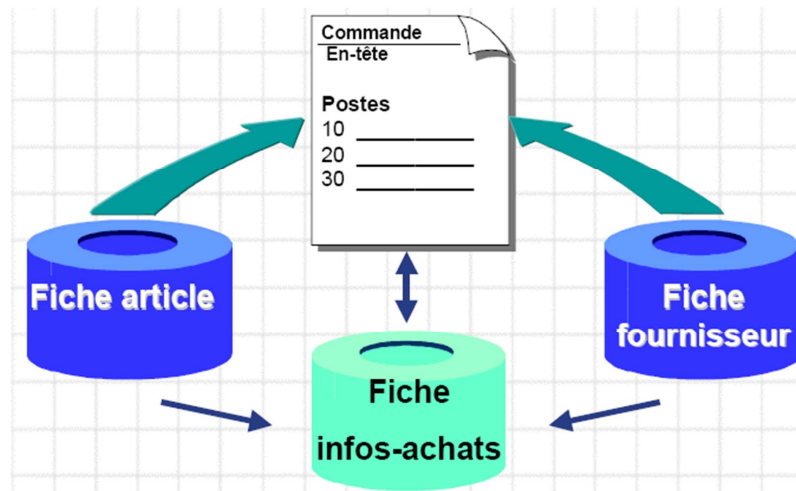 Commande
En-tête
Postes
10
20
30
Fiche article
Fiche
fournisseur
Fiche
infos-achats